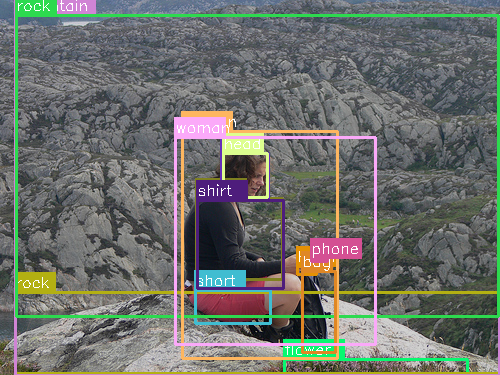 rock
tain
n
woman
head
shirt
phone
bag
short
rock
flower